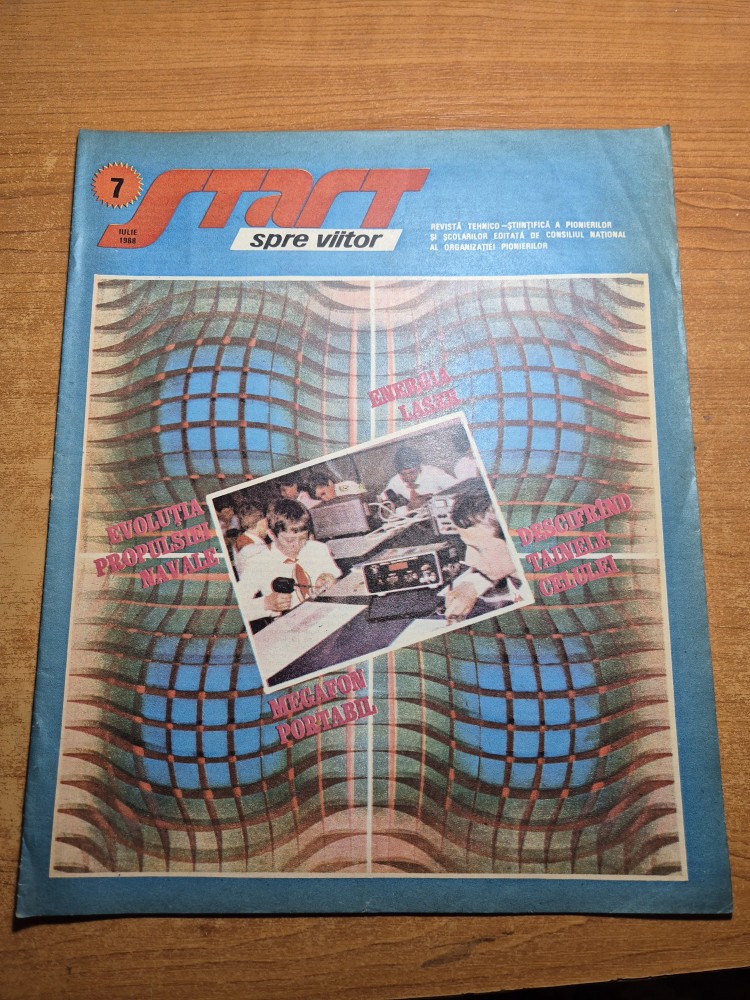 7
IULIE
1988
START
spre viitor
REVISTĂ TEHNICO-ŞTIINŢIFICĂ A PIONIERILOR
ŞI ŞCOLARILOR EDITATĂ DE CONSILIUL NAŢIONAL
AL ORGANIZAŢIEI PIONIERILOR
ENERGIA
LASER
EVOLUŢIA
PROPULSIEI
NAVALE
DESCIFRÎND
TAINELE
CELULEI
MEGAFON
PORTABIL